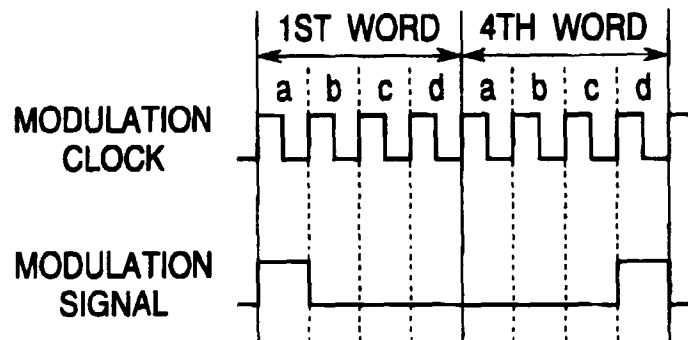 1ST WORD 4TH WORD
a b c d a b c d
MODULATION
CLOCK
MODULATION
SIGNAL